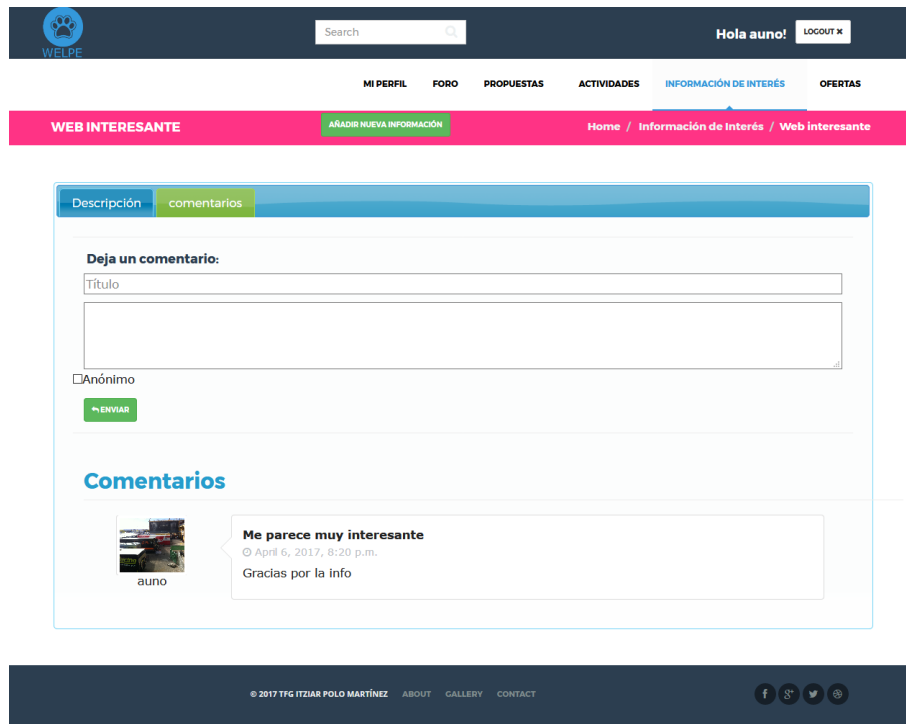 WELPE
Search
Hola auno!
LOGOUT ×
MI PERFIL FORO PROPUESTAS ACTIVIDADES INFORMACIÓN DE INTERÉS OFERTAS
WEB INTERESANTE
AÑADIR NUEVA INFORMACIÓN
Home / Información de Interés / Web interesante
Descripción comentarios
Deja un comentario:
Título
Anónimo
ENVIAR
Comentarios
Me parece muy interesante
April 6, 2017, 8:20 p.m.
Gracias por la info
auno
© 2017 TFG ITZIAR POLO MARTÍNEZ ABOUT GALLERY CONTACT